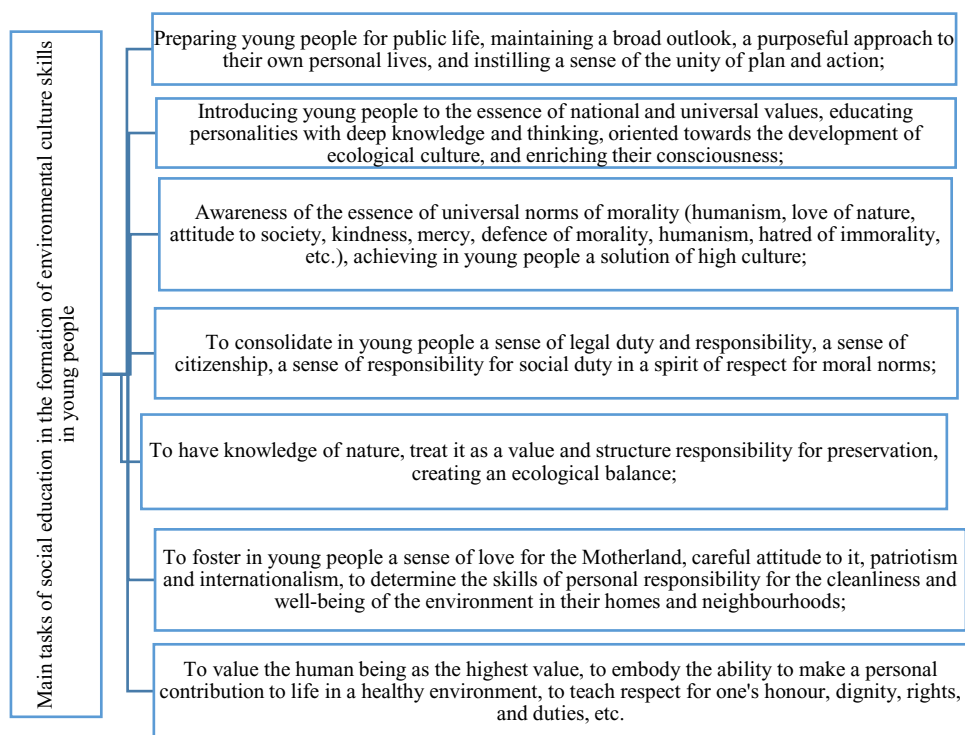 Main tasks of social education in the formation of environmental culture skills
in young people
Preparing young people for public life, maintaining a broad outlook, a purposeful approach to
their own personal lives, and instilling a sense of the unity of plan and action;
Introducing young people to the essence of national and universal values, educating
personalities with deep knowledge and thinking, oriented towards the development of
ecological culture, and enriching their consciousness;
Awareness of the essence of universal norms of morality (humanism, love of nature,
attitude to society, kindness, mercy, defence of morality, humanism, hatred of immorality,
etc.), achieving in young people a solution of high culture;
To consolidate in young people a sense of legal duty and responsibility, a sense of
citizenship, a sense of responsibility for social duty in a spirit of respect for moral norms;
To have knowledge of nature, treat it as a value and structure responsibility for preservation,
creating an ecological balance;
To foster in young people a sense of love for the Motherland, careful attitude to it, patriotism
and internationalism, to determine the skills of personal responsibility for the cleanliness and
well-being of the environment in their homes and neighbourhoods;
To value the human being as the highest value, to embody the ability to make a personal
contribution to life in a healthy environment, to teach respect for one's honour, dignity, rights,
and duties, etc.